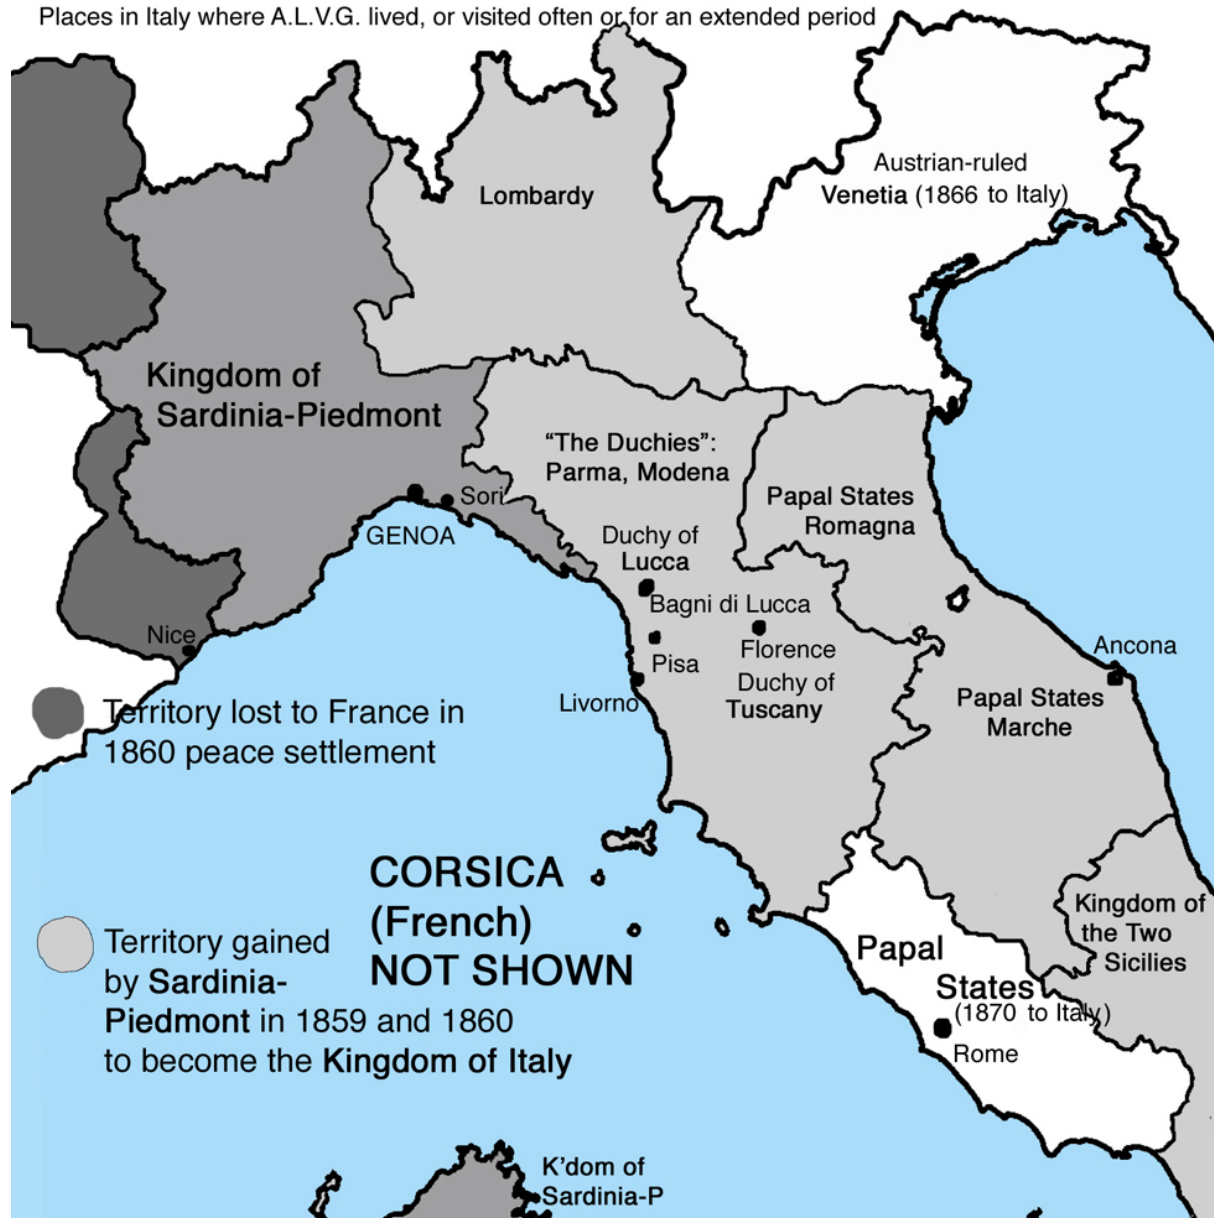 Places in Italy where A.L.V.G. lived, or visited often or for an extended period
Austrian-ruled
Venetia (1866 to Italy)
Lombardy
Kingdom of
Sardinia-Piedmont
“The Duchies”:
Parma, Modena
Papal States
Romagna
Sori
GENOA
Duchy of
Lucca
Bagni di Lucca
Florence
Pisa
Livorno
Duchy of
Tuscany
Nice
Ancona
Papal States
Marche
Territory lost to France in
1860 peace settlement
CORSICA
(French)
NOT SHOWN
Kingdom of
the Two
Sicilies
Papal
States
(1870 to Italy)
Rome
Territory gained
by Sardinia-
Piedmont in 1859 and 1860
to become the Kingdom of Italy
K'dom of
Sardinia-P